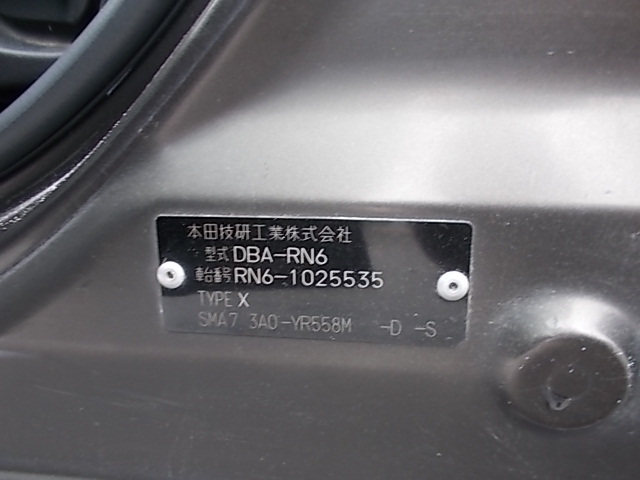 本田技研工業株式会社
型式 DBA-RN6
車台番号 RN6-1025535
TYPE X
SMA7 3A0-YR558M -D -S